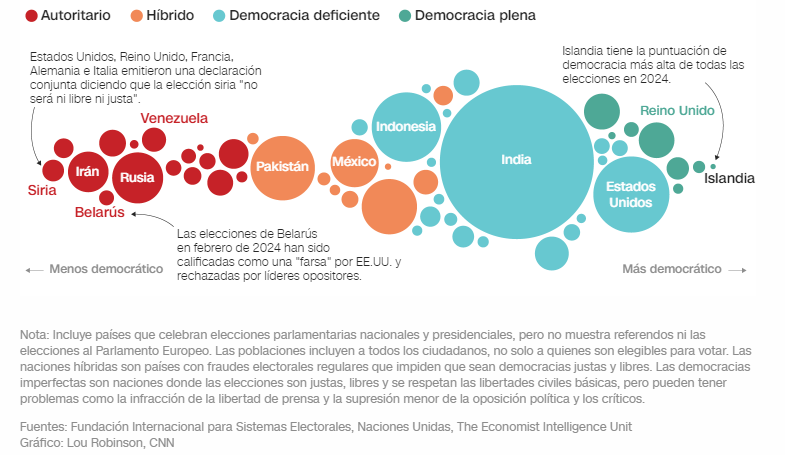 Autoritario
Híbrido
Democracia deficiente
Democracia plena
Estados Unidos, Reino Unido, Francia,
Alemania e Italia emitieron una declaración
conjunta diciendo que la elección siria "no
será ni libre ni justa".
Islandia tiene la puntuación de
democracia más alta de todas las
elecciones en 2024.
Venezuela
Reino Unido
Indonesia
India
México
Pakistán
Irán
Rusia
Siria
Islandia
Estados
Unidos
Belarús
Las elecciones de Belarús
en febrero de 2024 han sido
calificadas como una "farsa" por EE.UU. y
rechazadas por líderes opositores.
Menos democrático
Más democrático
Nota: Incluye países que celebran elecciones parlamentarias nacionales y presidenciales, pero no muestra referendos ni las
elecciones al Parlamento Europeo. Las poblaciones incluyen a todos los ciudadanos, no solo a quienes son elegibles para votar. Las
naciones híbridas son países con fraudes electorales regulares que impiden que sean democracias justas y libres. Las democracias
imperfectas son naciones donde las elecciones son justas, libres y se respetan las libertades civiles básicas, pero pueden tener
problemas como la infracción de la libertad de prensa y la supresión menor de la oposición política y los críticos.
Fuentes: Fundación Internacional para Sistemas Electorales, Naciones Unidas, The Economist Intelligence Unit
Gráfico: Lou Robinson, CNN